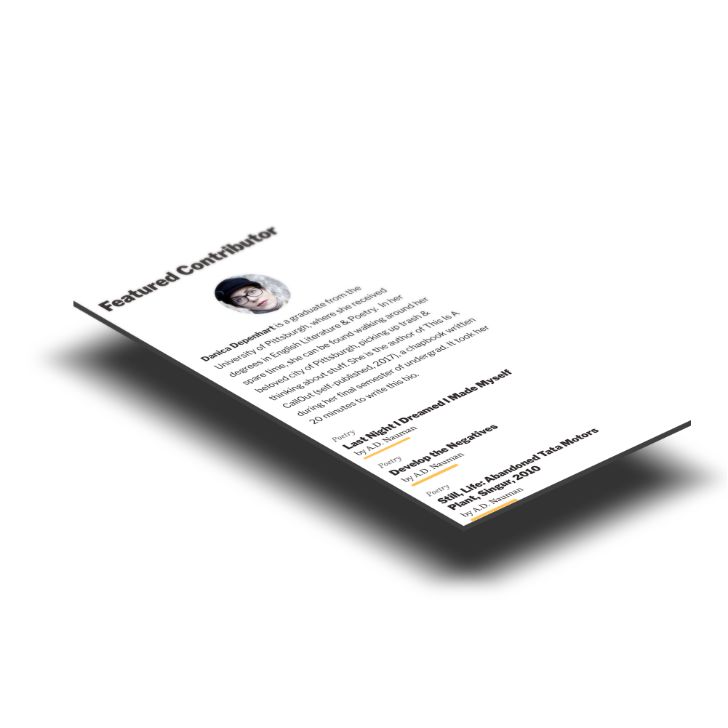 Featured Contributor
Danica Depenhart is a graduate from the
University of Pittsburgh, where she received
degrees in English Literature & Poetry. In her
spare time, she can be found walking around her
beloved city of Pittsburgh, picking up trash &
thinking about stuff. She is the author of This Is A
CallOut (self-published, 2017), a chapbook written
during her final semester of undergrad. It took her
20 minutes to write this bio.
Poetry
Last Night I Dreamed I Made Myself
by A.D. Nauman
Poetry
Develop the Negatives
by A.D. Nauman
Poetry
Still, Life: Abandoned Tata Motors
Plant, Singur, 2010
by A.D. Nauman